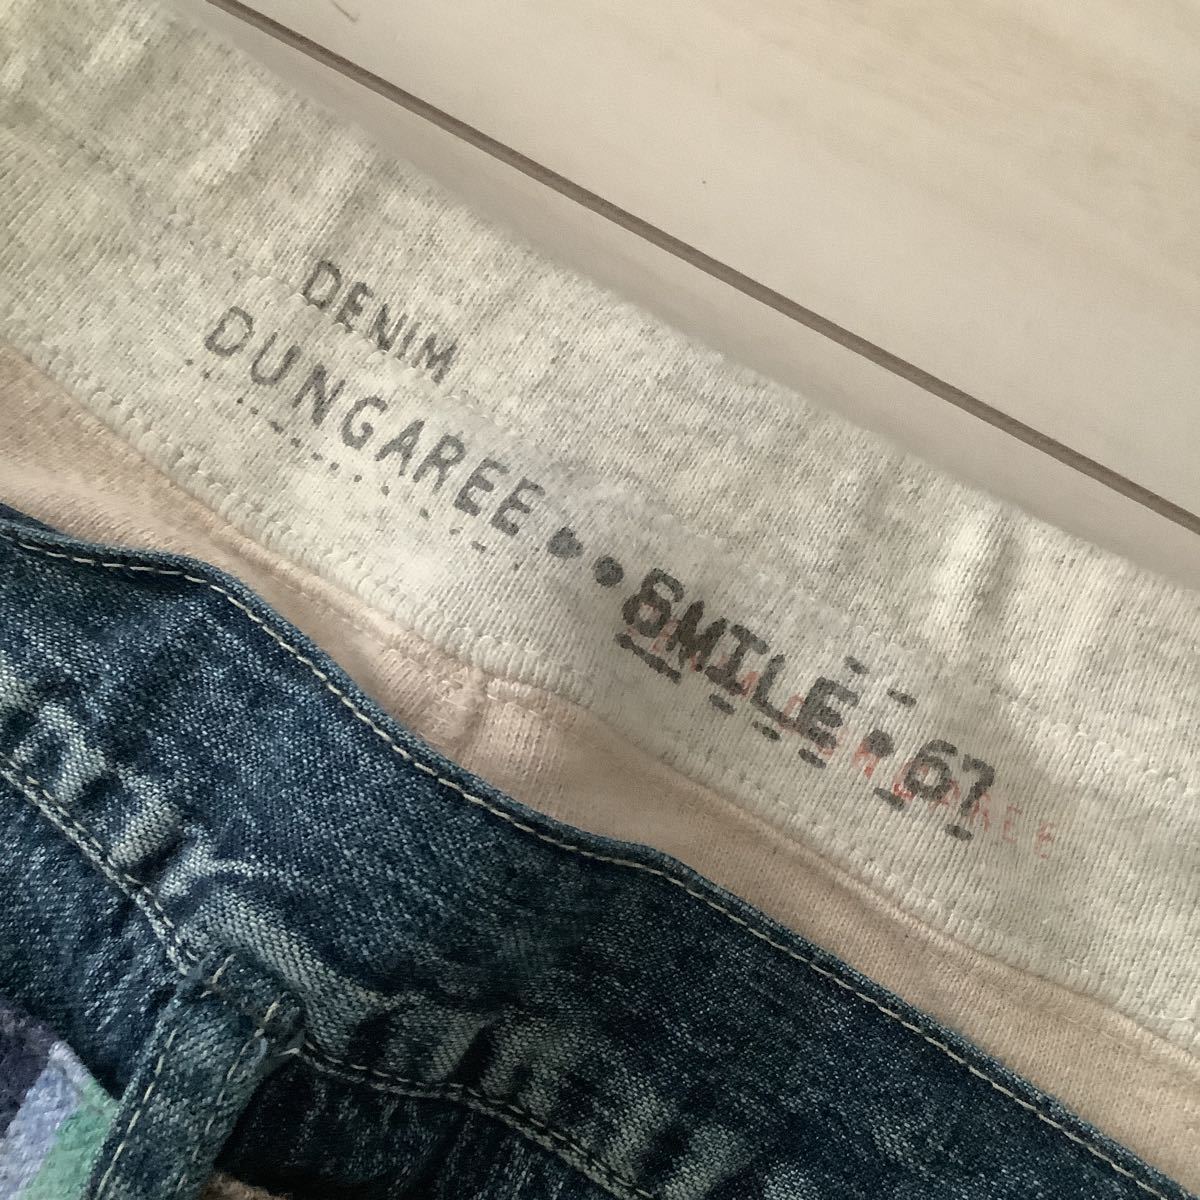 DENIM
DUNGAREE • • SMILE • 67